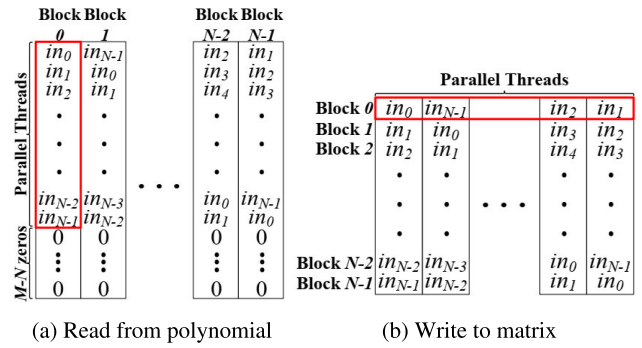 Block Block
0 1
Block Block
N-2 N-1
Parallel Threads
in0 inN-1 in2 in1
in1 in0 in3 in2
in2 in1 in4 in3
. . . .
. . . .
. . ... . .
inN-2 inN-3 in0 inN-1
inN-1 inN-2 in1 in0
M-N zeros
0 0 0 0
⋮ ⋮ ⋮ ⋮
0 0 0 0
(a) Read from polynomial
Parallel Threads
Block 0 in0 inN-1 in2 in1
Block 1 in1 in0 in3 in2
Block 2 in2 in1 in4 in3
. . . .
. . ... . .
. . . .
Block N-2 inN-2 inN-3 in0 inN-1
Block N-1 inN-1 inN-2 in1 in0
(b) Write to matrix